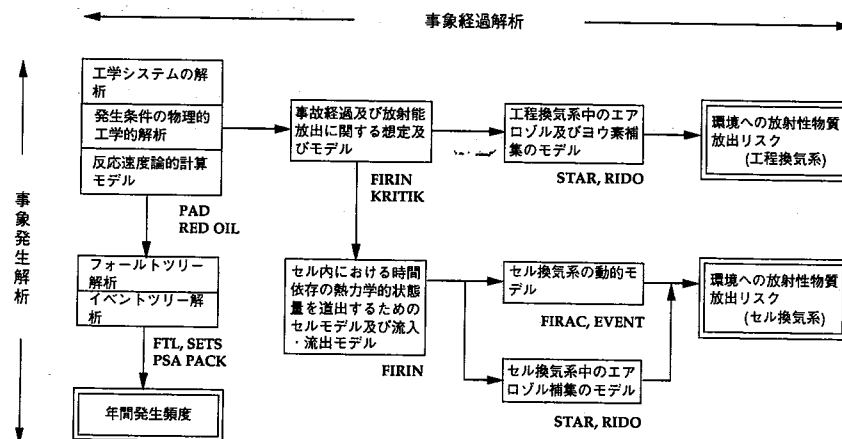 事象経過解析
事象発生解析
工学システムの解
析
発生条件の物理的
工学的解析
反応速度論的計算
モデル
PAD
RED OIL
フォールトツリー
解析
イベントツリー解
析
FTL, SETS
PSA PACK
年間発生頻度
事故経過及び放射能
放出に関する想定及
びモデル
FIRIN
KRITIK
セル内における時間
依存の熱力学的状態
量を道出するための
セルモデル及び流入
・流出モデル
FIRIN
工程換気系中のエア
ロゾル及びヨウ素補
集のモデル
STAR, RIDO
セル換気系の動的モ
デル
FIRAC, EVENT
セル換気系中のエア
ロゾル補集のモデル
STAR, RIDO
環境への放射性物質
放出リスク
(工程換気系)
環境への放射性物質
放出リスク
(セル換気系)